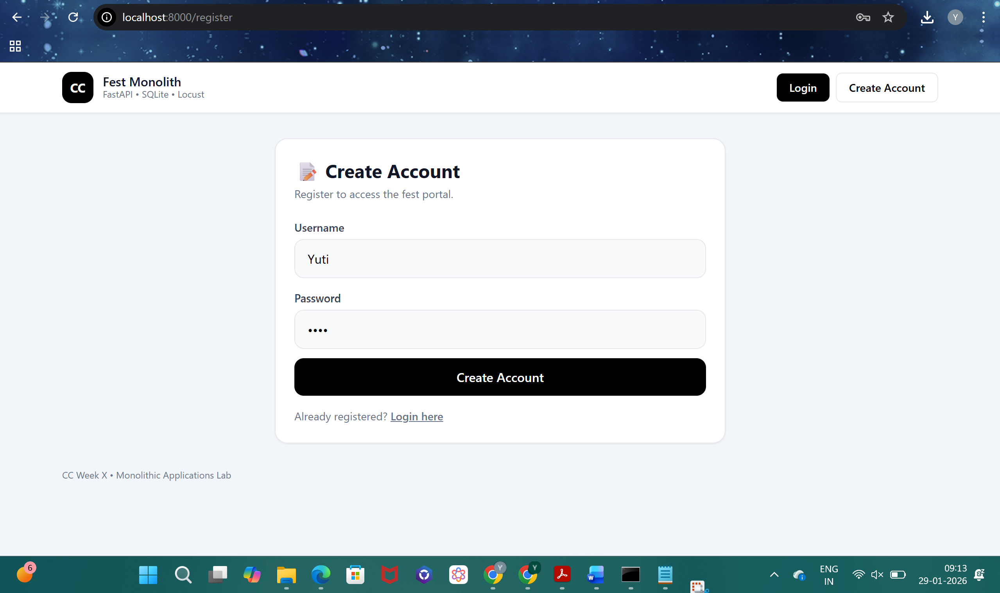 localhost:8000/register
Y
CC
Fest Monolith
FastAPI • SQLite • Locust
Login
Create Account
Create Account
Register to access the fest portal.
Username
Yuti
Password
••••
Create Account
Already registered? Login here
CC Week X • Monolithic Applications Lab
6
Y
Y
W
ENG
IN
09:13
29-01-2026